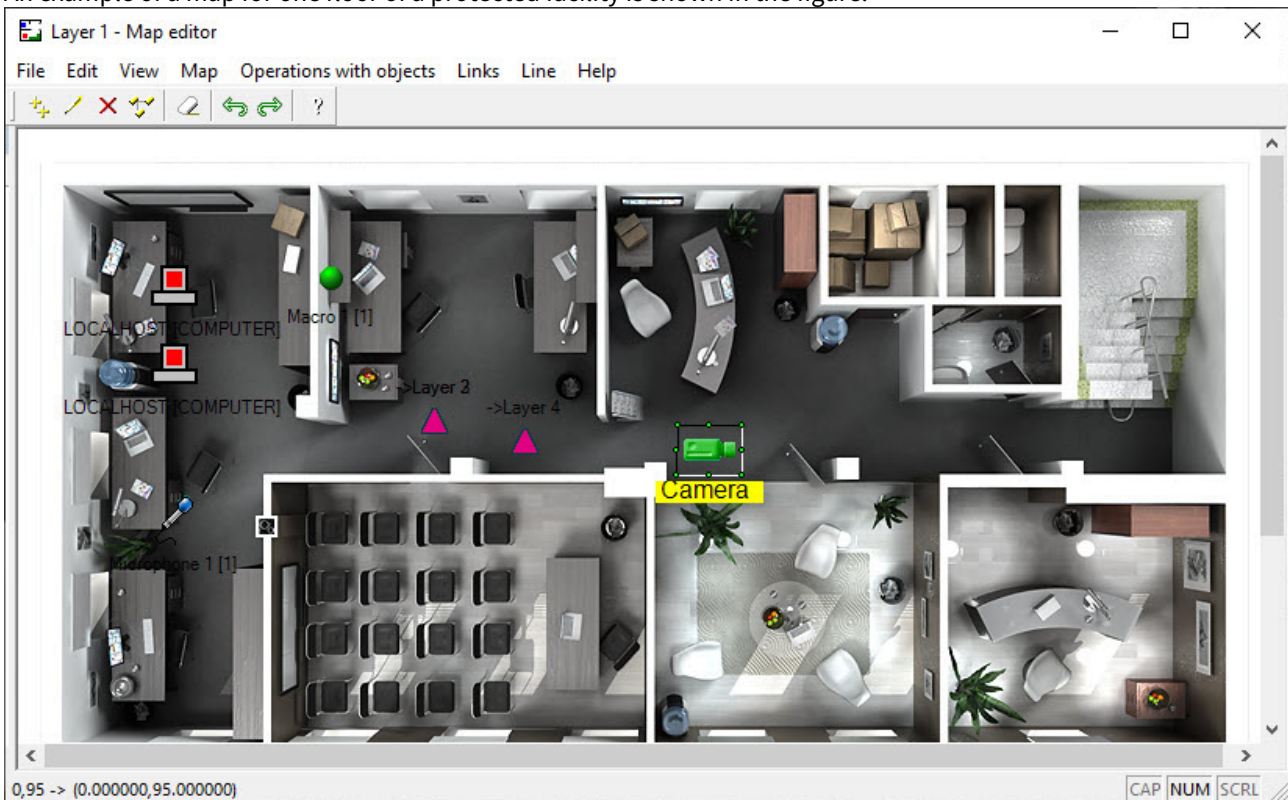 An example of a map for one floor of a protected facility is shown in the figure.
Layer 1 - Map editor
File Edit View Map Operations with objects Links Line Help
?
LOCALHOST [COMPUTER]
Macro 1 [1]
->Layer 4
LOCALHOST [COMPUTER]
Camera
Microphone 1 [1]
0,95 -> (0.000000,95.000000)
CAP NUM SCRL